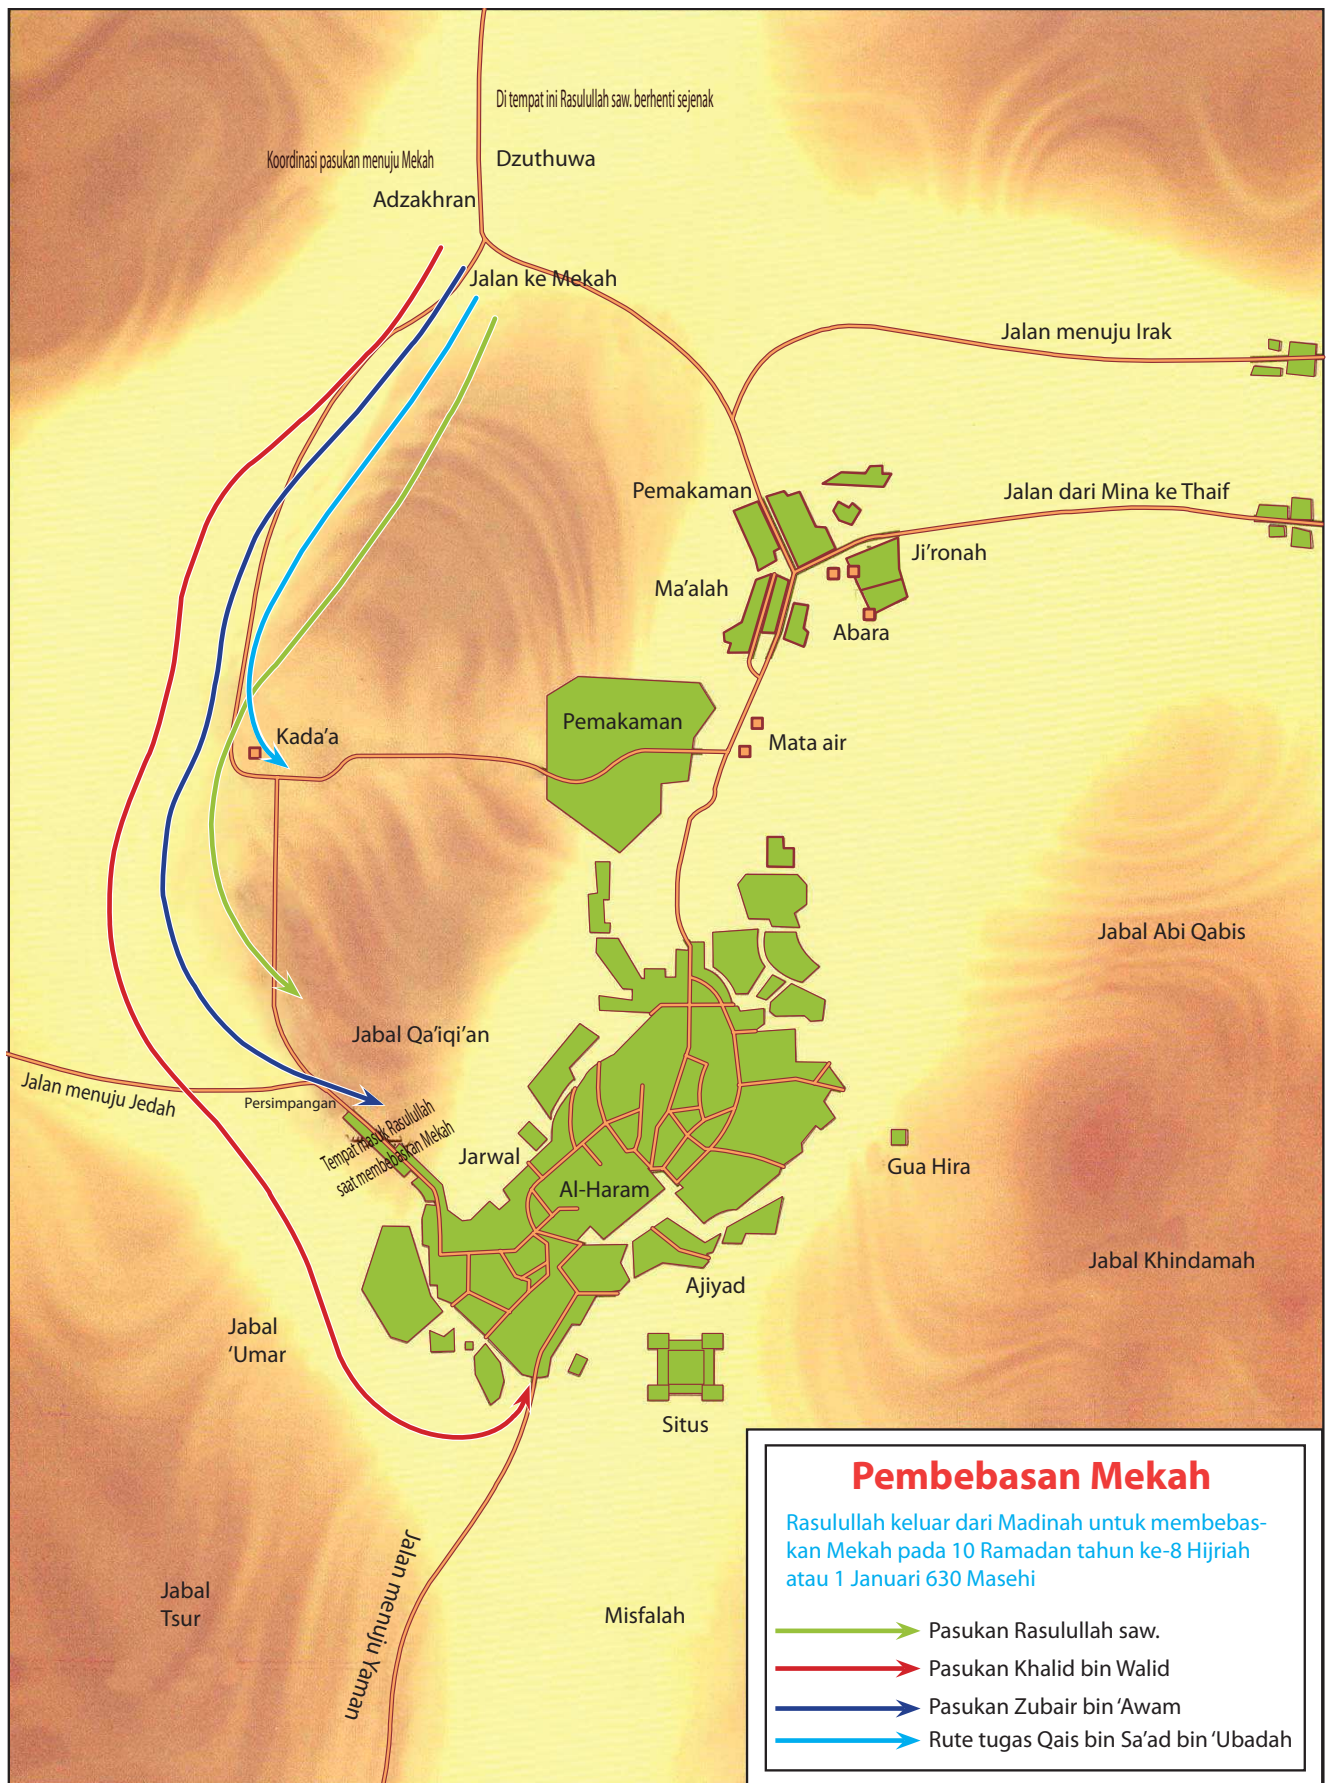 Di tempat ini Rasulullah saw. berhenti sejenak
Koordinasi pasukan menuju Mekah
Dzuthuwa
Adzakhran
Jalan ke Mekah
Jalan menuju Irak
Pemakaman
Jalan dari Mina ke Thaif
Ji’ronah
Ma’alah
Abara
Pemakaman
Kada’a
Mata air
Jabal Abi Qabis
Jabal Qa’iqi’an
Jalan menuju Jedah
Persimpangan
Tempat masuk Rasulullah
saat membebaskan Mekah
Jarwal
Al-Haram
Gua Hira
Jabal Khindamah
Ajiyad
Jabal
‘Umar
Situs
Jalan menuju Yaman
Jabal
Tsur
Misfalah
Pembebasan Mekah
Rasulullah keluar dari Madinah untuk membebas-
kan Mekah pada 10 Ramadan tahun ke-8 Hijriah
atau 1 Januari 630 Masehi
Pasukan Rasulullah saw.
Pasukan Khalid bin Walid
Pasukan Zubair bin ‘Awam
Rute tugas Qais bin Sa’ad bin ‘Ubadah